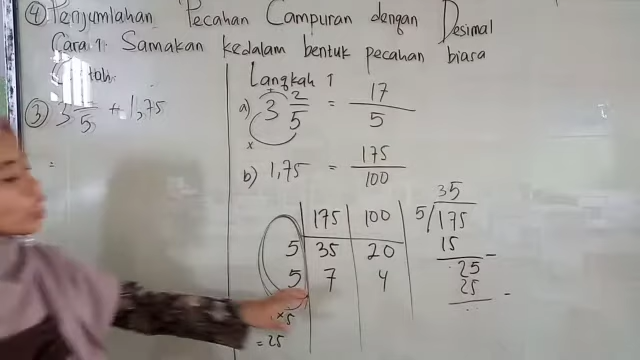 ④ Penjumlahan Pecahan Campuran dengan Desimal
Cara 1: Samakan kedalam bentuk pecahan biasa
Contoh:
③ 3 2/5 + 1,75
=
Langkah 1
a) 3 2/5 = 17/5
+
x
b) 1,75 = 175/100
175 100
5 35 20
5 7 4
x 5
= 25
35
5/175
15 -
25
25 -